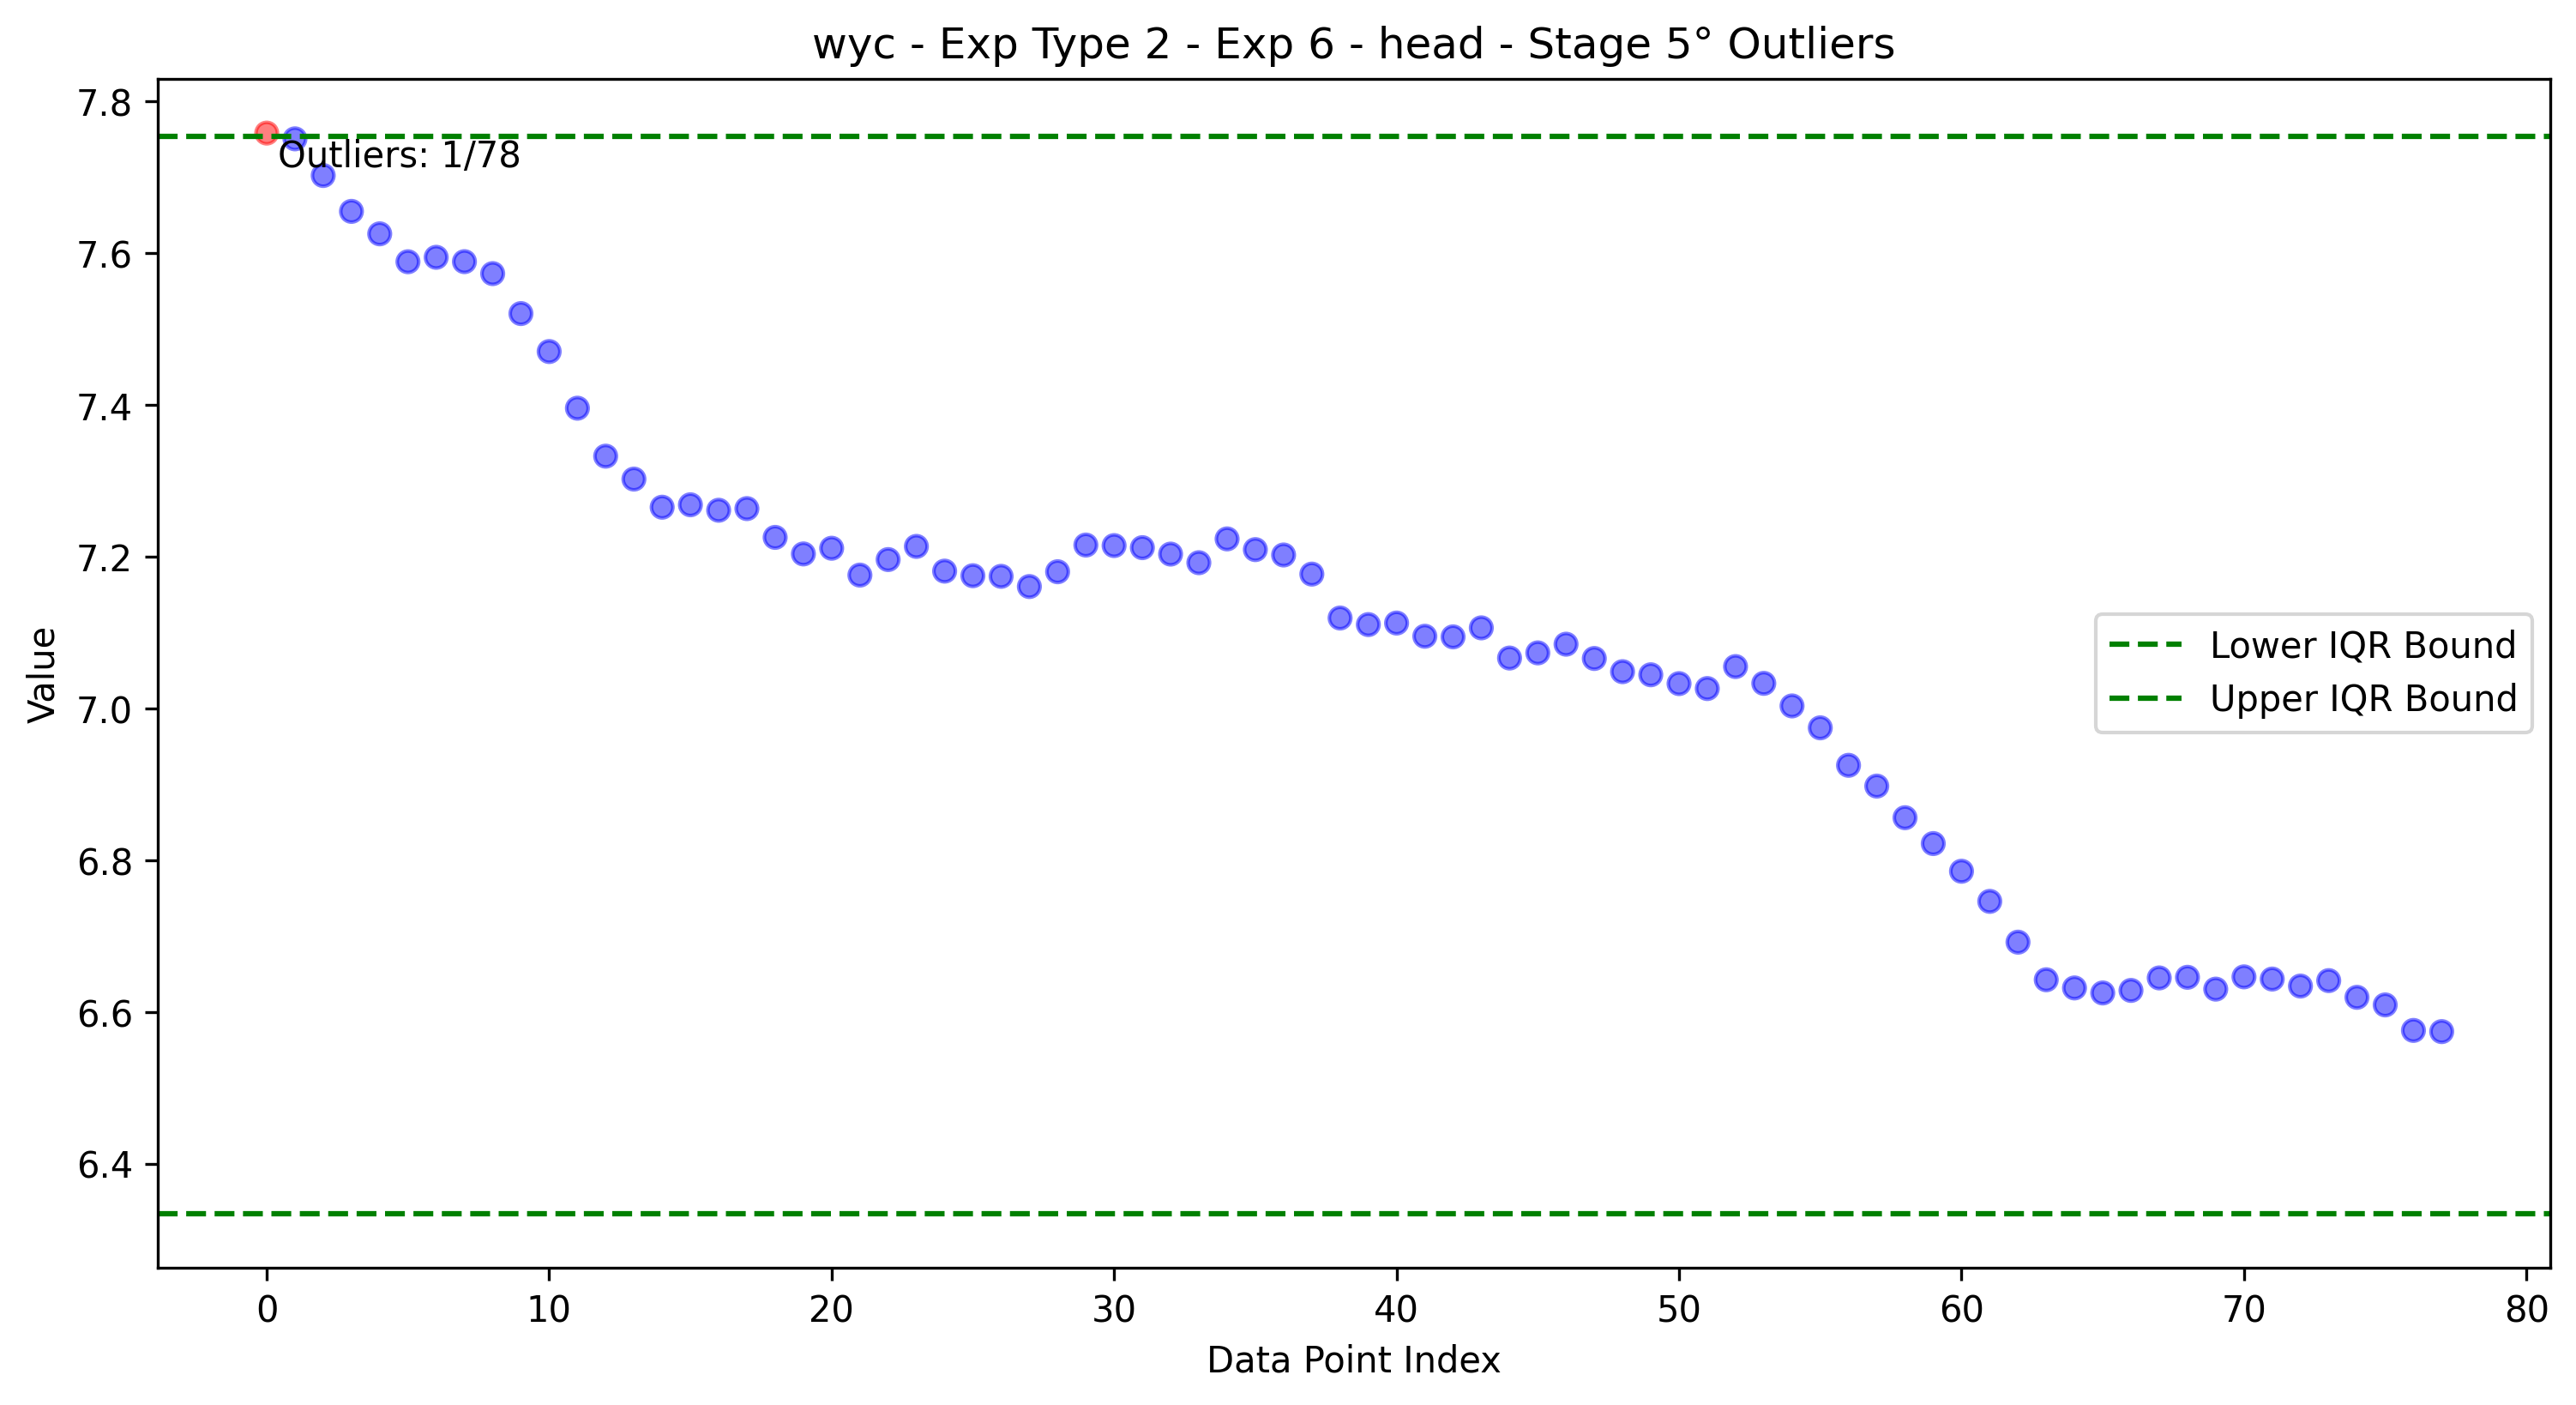 wyc - Exp Type 2 - Exp 6 - head - Stage 5° Outliers
7.8
7.6
7.4
7.2
7.0
6.8
6.6
6.4
Value
Outliers: 1/78
Lower IQR Bound
Upper IQR Bound
0 10 20 30 40 50 60 70 80
Data Point Index